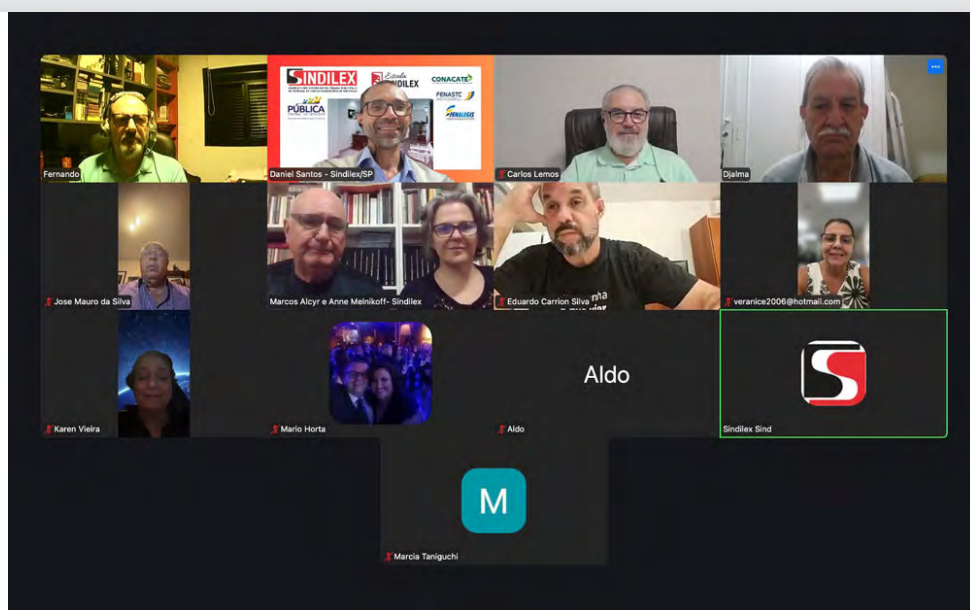 SINDILEX
Escola
SINDILEX
CONACATE
PÚBLICA
FENASTC
FENALEGIS
Fernando
Daniel Santos - Sindilex/SP
Carlos Lemos
Djalma
Jose Mauro da Silva
Marcos Alcyr e Anne Melnikoff- Sindilex
Eduardo Carrion Silva
veranice2006@hotmail.com
Karen Vieira
Mario Horta
Aldo
Aldo
S
Sindilex Sind
M
Marcia Taniguchi